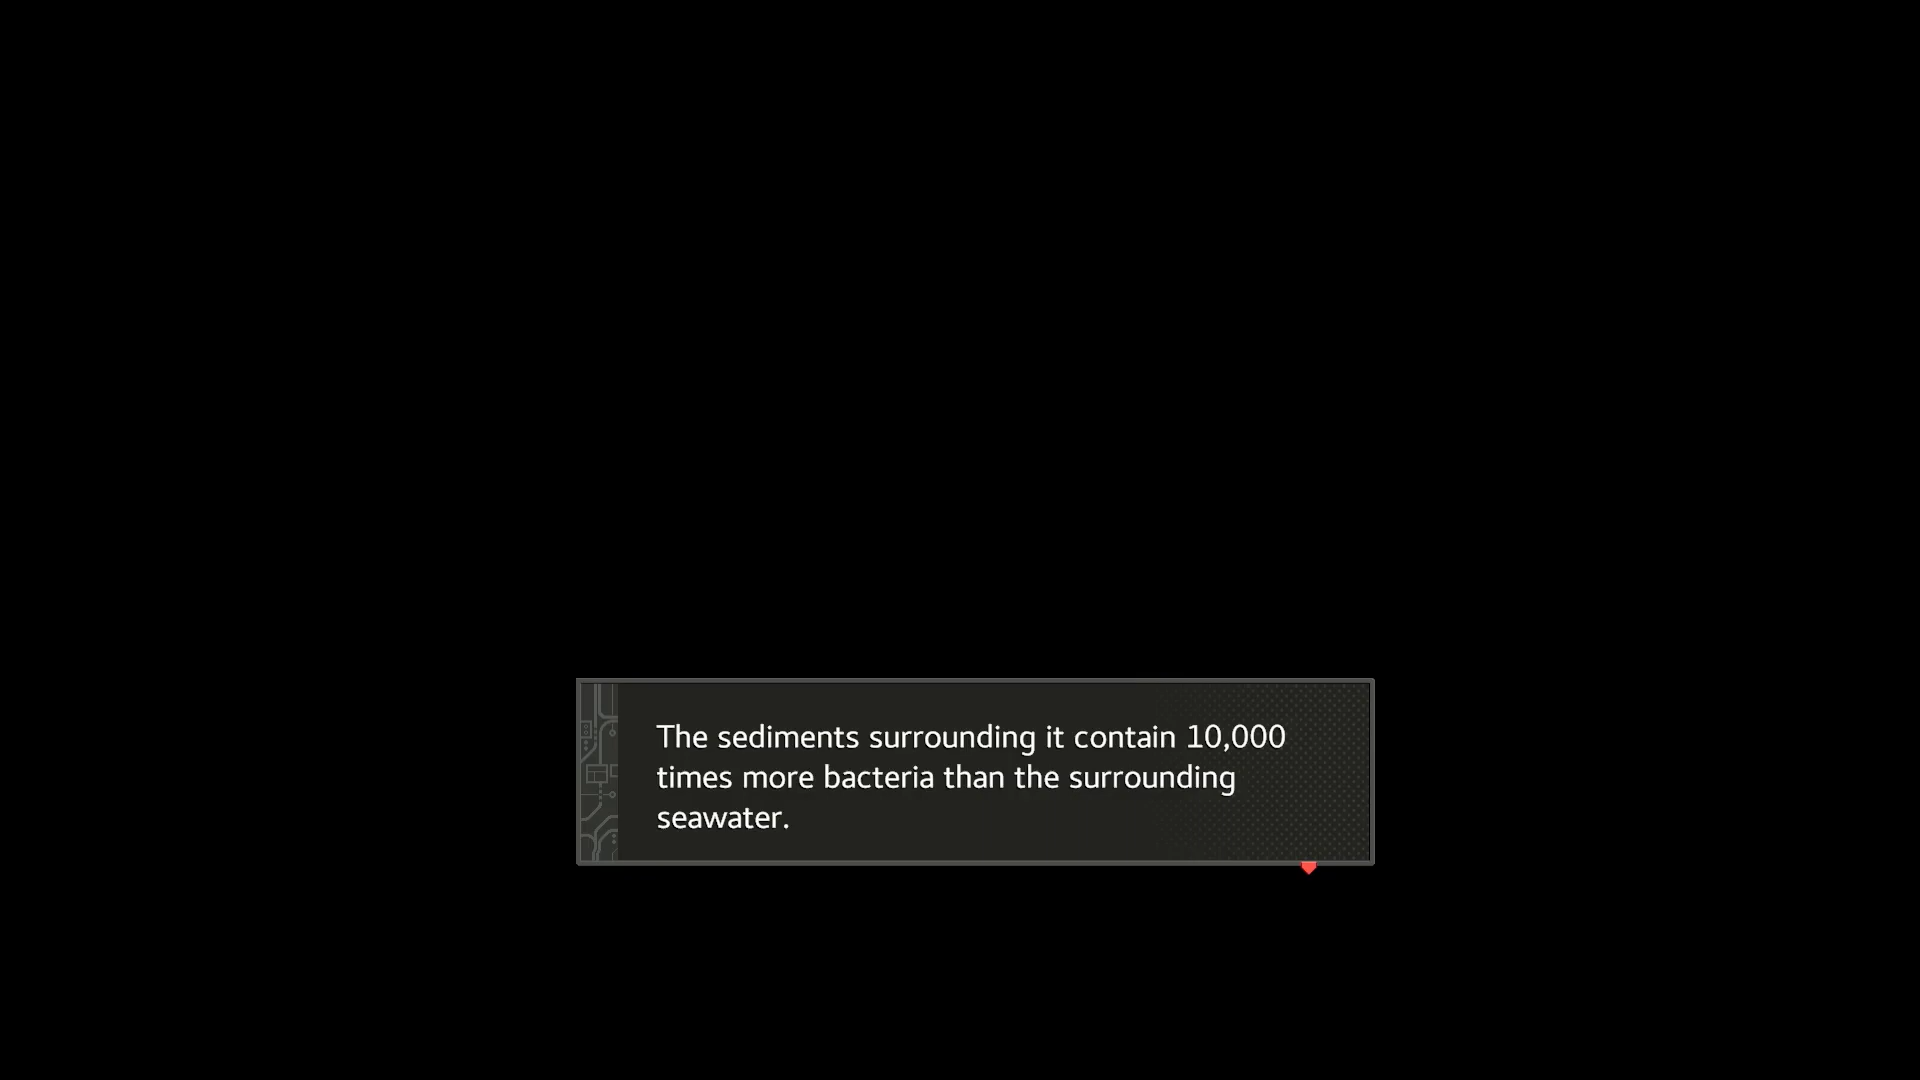 The sediments surrounding it contain 10,000
times more bacteria than the surrounding
seawater.